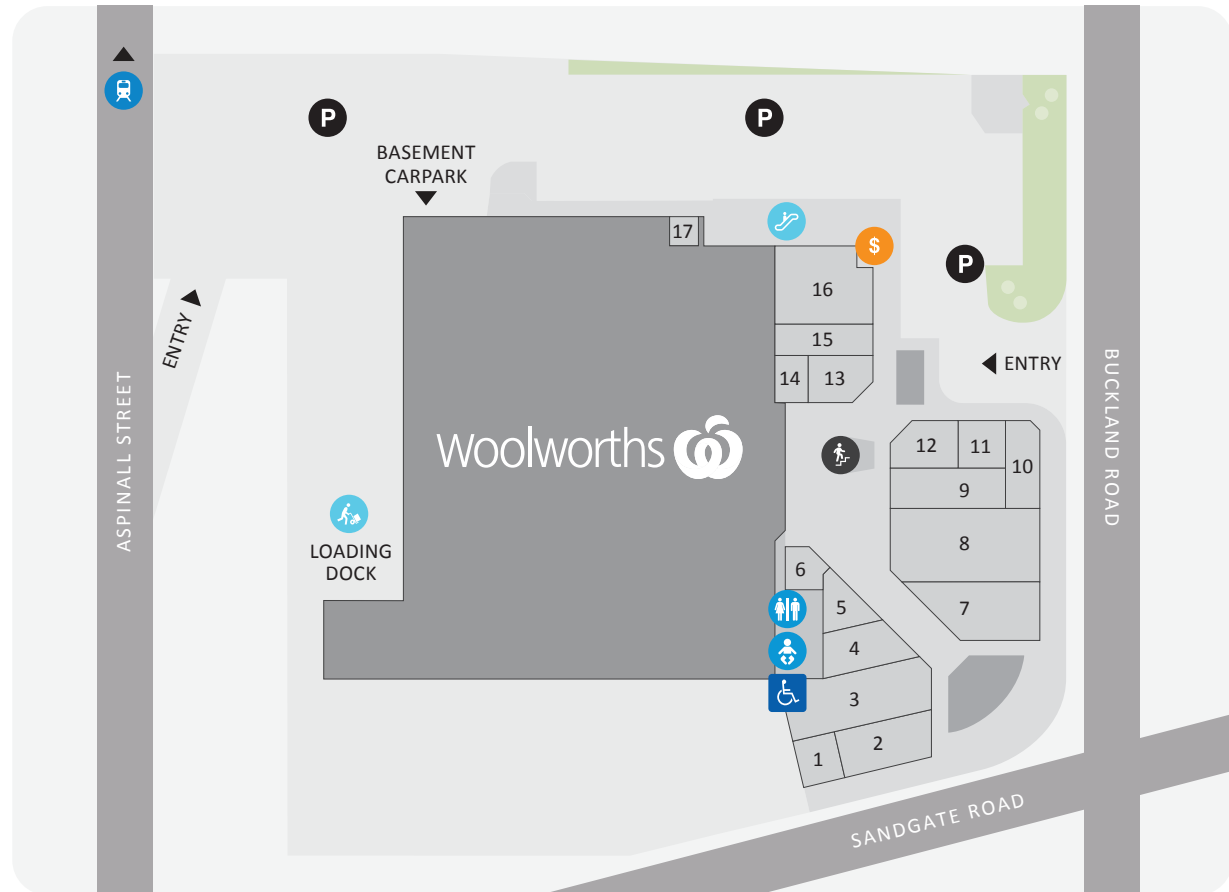 P
P
BASEMENT
CARPARK
17
$
P
16
15
14
13
ENTRY
ENTRY
ASPINALL STREET
BUCKLAND ROAD
Woolworths
12
11
10
9
8
7
LOADING
DOCK
6
5
4
3
2
1
SANDGATE ROAD